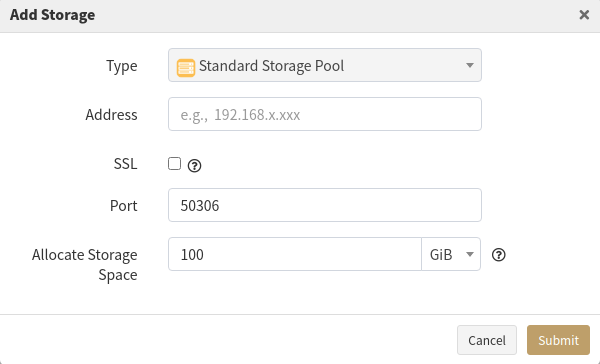 Add Storage ×
Type Standard Storage Pool
Address e.g., 192.168.x.xxx
SSL ?
Port 50306
Allocate Storage Space 100 GiB ?
Cancel Submit